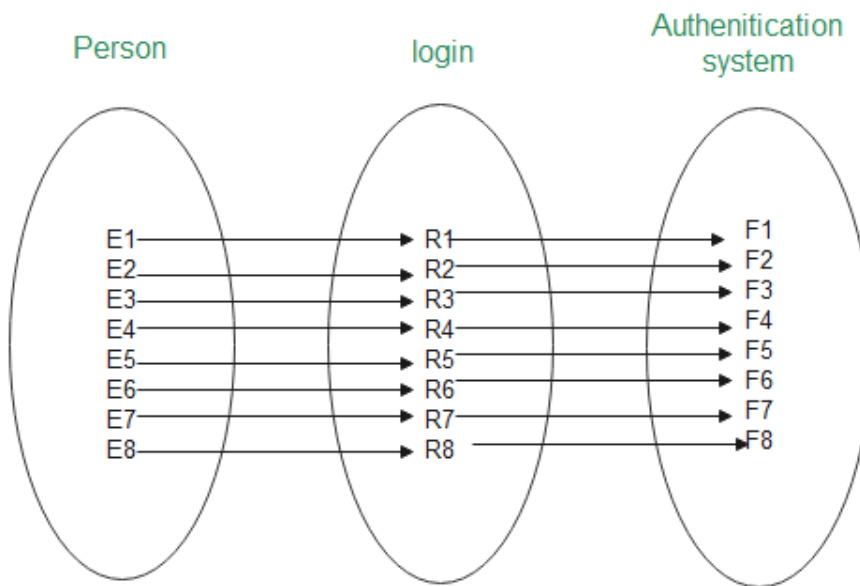 Person
login
Authenitication
system
E1 R1 F1
E2 R2 F2
E3 R3 F3
E4 R4 F4
E5 R5 F5
E6 R6 F6
E7 R7 F7
E8 R8 F8